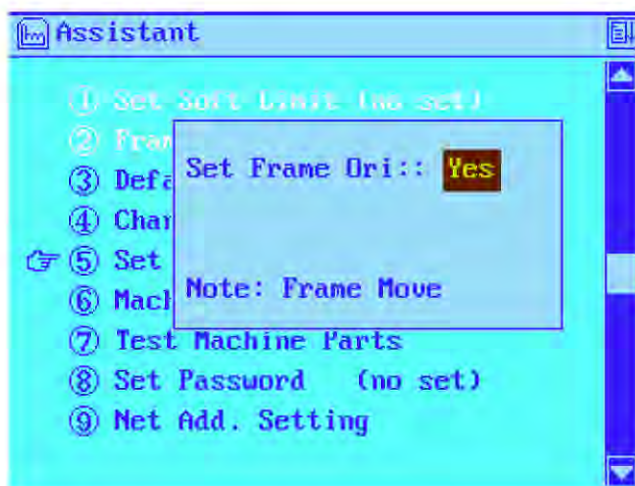 Assistant
① Set Soft Limit (no set)
② Fram
③ Defa
④ Char
⑤ Set
⑥ Mach
⑦ Test Machine Parts
⑧ Set Password (no set)
⑨ Net Add. Setting
Set Frame Ori:: Yes
Note: Frame Move